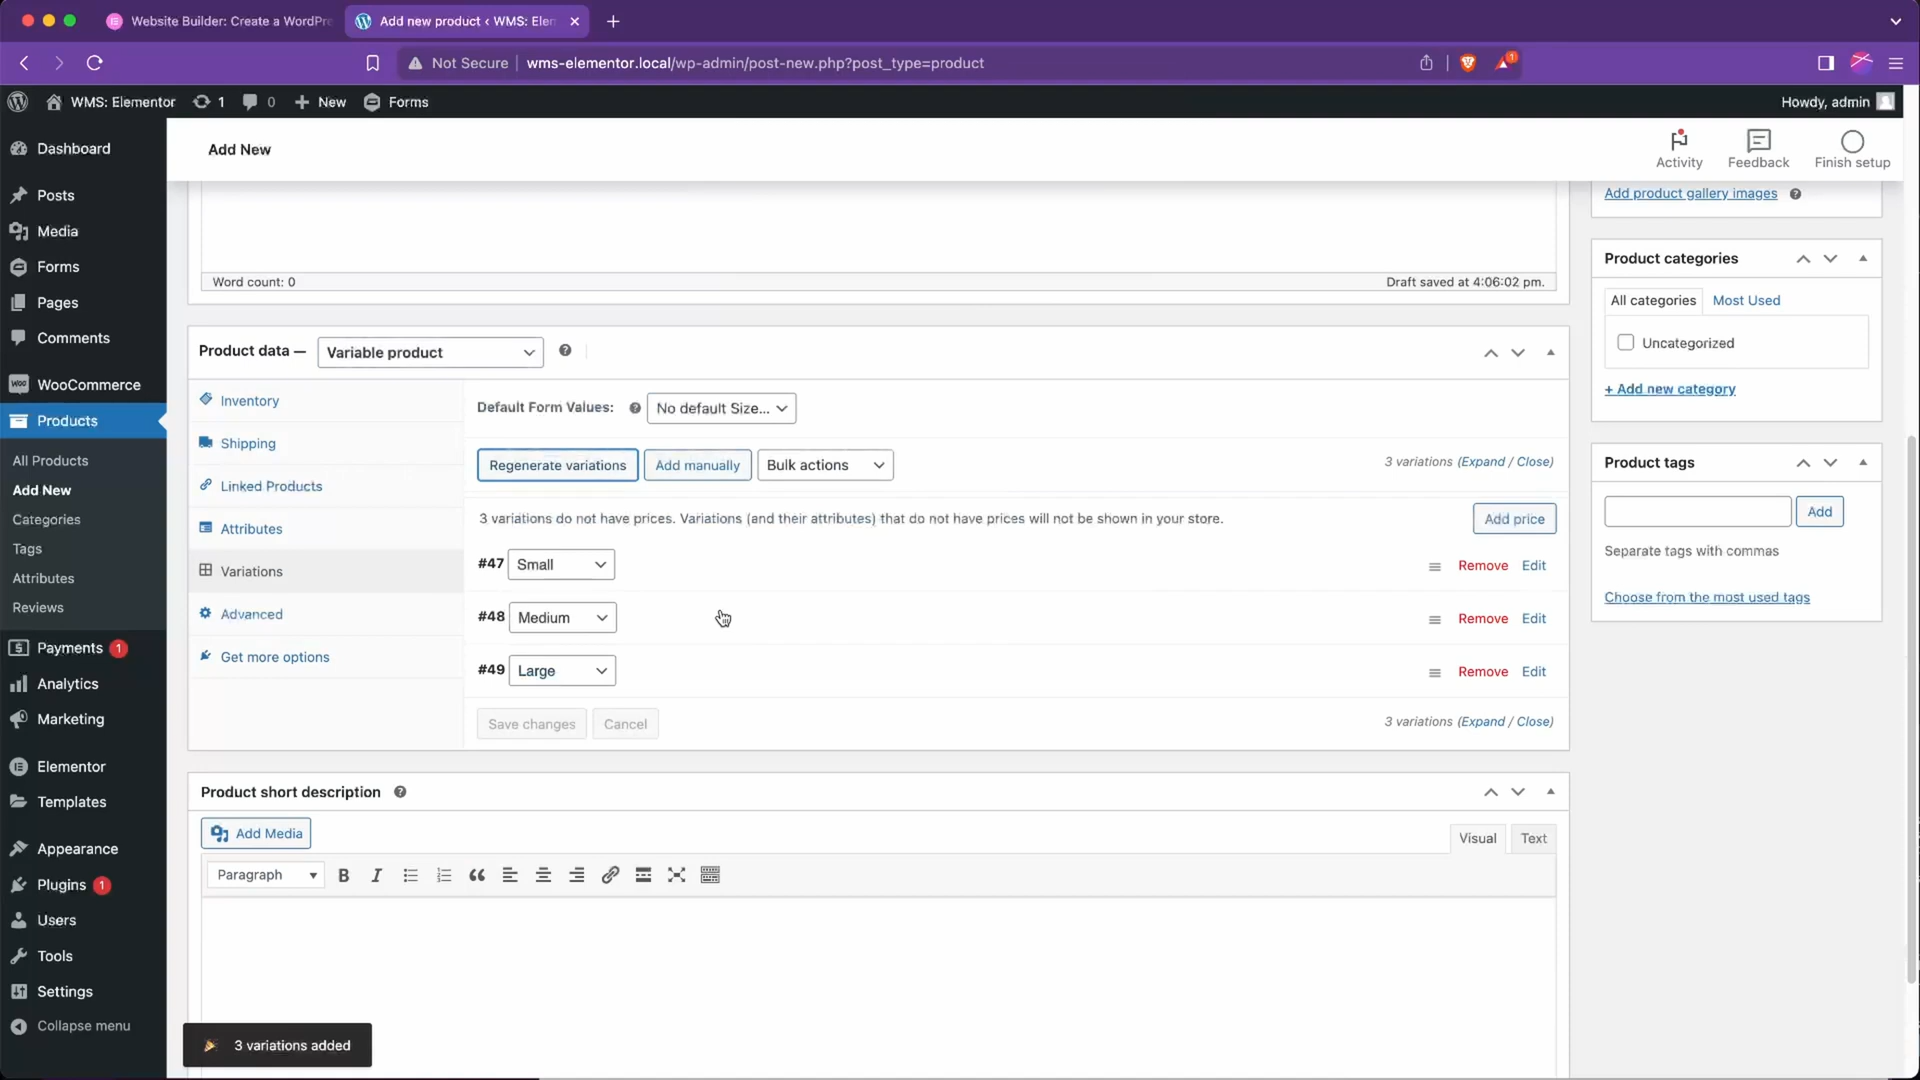 Website Builder: Create a WordPre
Add new product ‹ WMS: Elem
Not Secure
wms-elementor.local/wp-admin/post-new.php?post_type=product
1
WMS: Elementor
1
0
New
Forms
Howdy, admin
Add New
Activity
Feedback
Finish setup
Dashboard
Posts
Media
Forms
Pages
Comments
WooCommerce
Products
All Products
Add New
Categories
Tags
Attributes
Reviews
Payments 1
Analytics
Marketing
Elementor
Templates
Appearance
Plugins 1
Users
Tools
Settings
Collapse menu
Word count: 0
Draft saved at 4:06:02 pm.
Product data —
Variable product
Inventory
Shipping
Linked Products
Attributes
Variations
Advanced
Get more options
Default Form Values:
No default Size...
Regenerate variations
Add manually
Bulk actions
3 variations (Expand / Close)
3 variations do not have prices. Variations (and their attributes) that do not have prices will not be shown in your store.
Add price
#47 Small
Remove
Edit
#48 Medium
Remove
Edit
#49 Large
Remove
Edit
Save changes
Cancel
3 variations (Expand / Close)
Product short description
Add Media
Visual
Text
Paragraph
3 variations added
Add product gallery images
Product categories
All categories
Most Used
Uncategorized
+ Add new category
Product tags
Add
Separate tags with commas
Choose from the most used tags